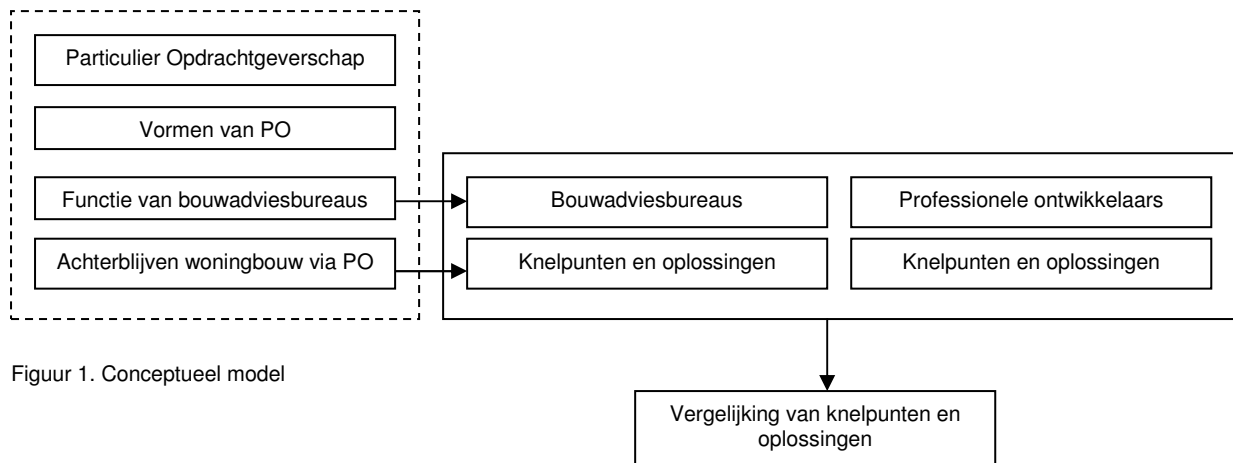 Particulier Opdrachtgeverschap
Vormen van PO
Functie van bouwadviesbureaus
Achterblijven woningbouw via PO
Bouwadviesbureaus
Professionele ontwikkelaars
Knelpunten en oplossingen
Knelpunten en oplossingen
Figuur 1. Conceptueel model
Vergelijking van knelpunten en
oplossingen